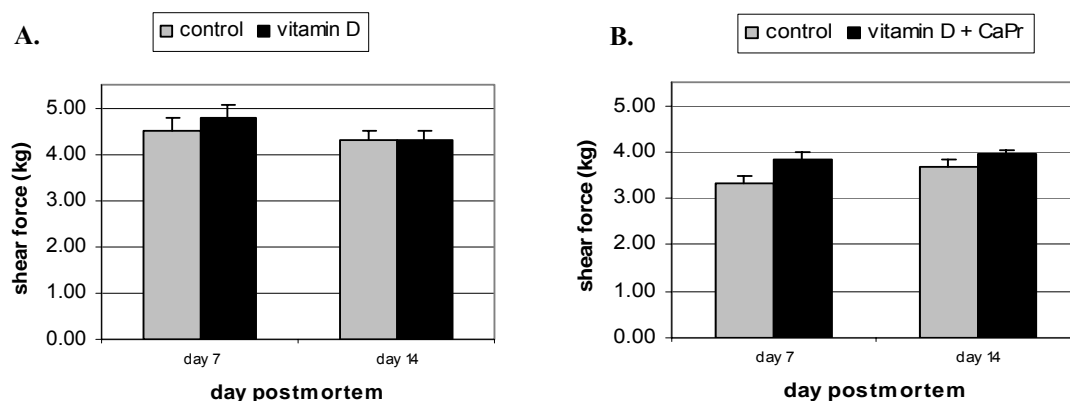 A.
control vitamin D
shear force (kg)
5.00
4.00
3.00
2.00
1.00
0.00
day 7 day 14
day postmortem
B.
control vitamin D + CaPr
shear force (kg)
5.00
4.00
3.00
2.00
1.00
0.00
day 7 day 14
day postmortem